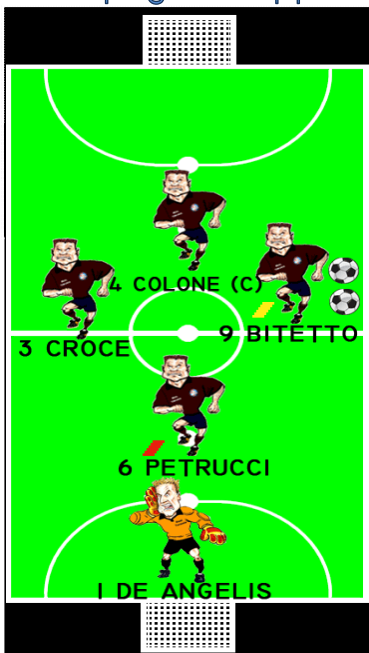 4 COLONE (C)
9 BITETTO
3 CROCE
6 PETRUCCI
1 DE ANGELIS